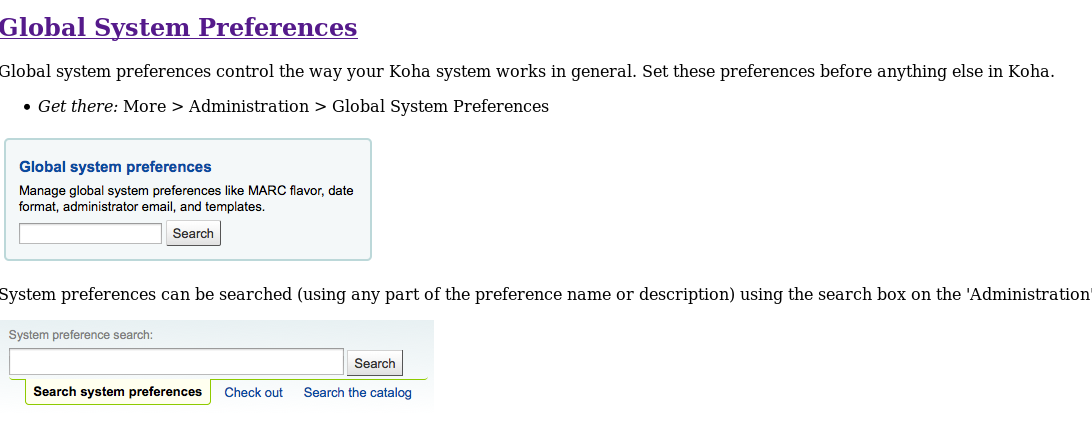 Global System Preferences
Global system preferences control the way your Koha system works in general. Set these preferences before anything else in Koha.
• Get there: More > Administration > Global System Preferences
Global system preferences
Manage global system preferences like MARC flavor, date
format, administrator email, and templates.
Search
System preferences can be searched (using any part of the preference name or description) using the search box on the 'Administration'
System preference search:
Search
Search system preferences Check out Search the catalog